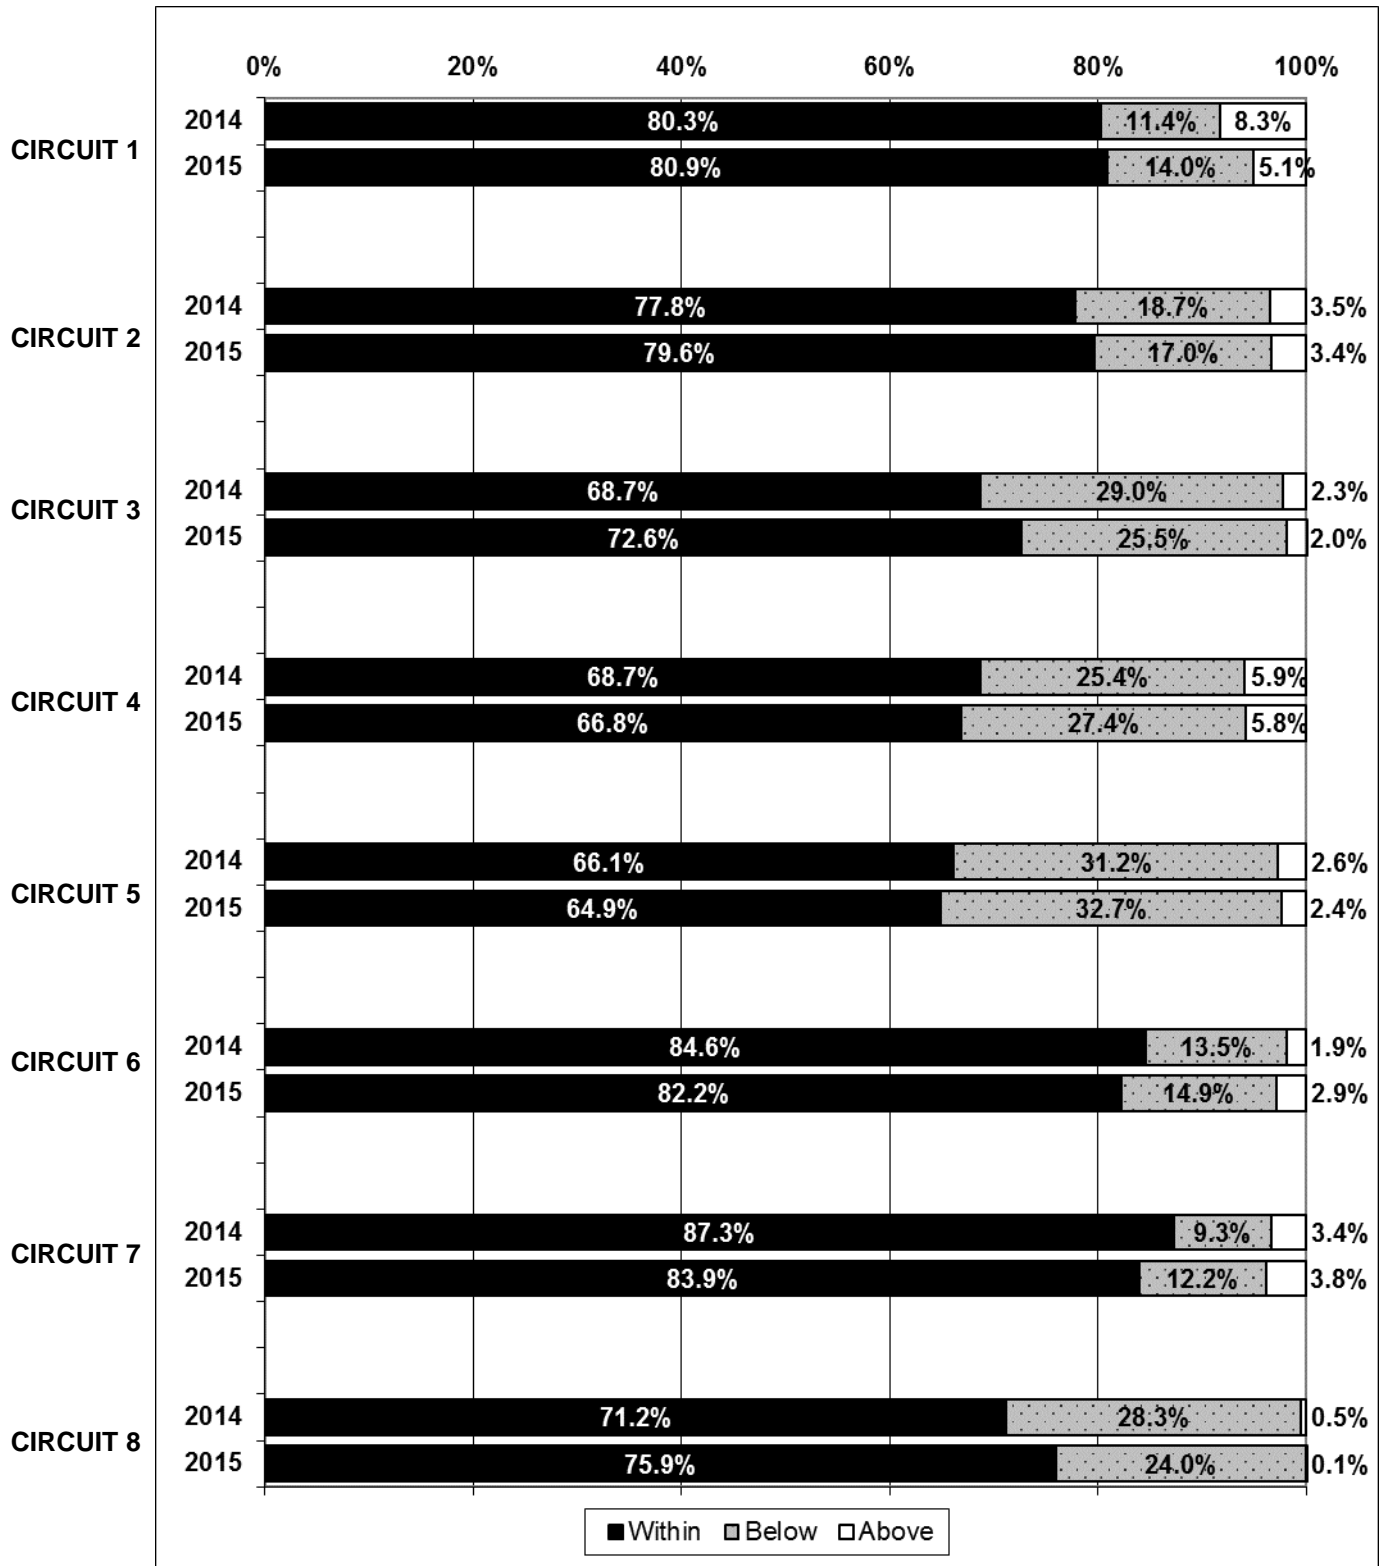 0% 20% 40% 60% 80% 100%
CIRCUIT 1
2014 80.3% 11.4% 8.3%
2015 80.9% 14.0% 5.1%
CIRCUIT 2
2014 77.8% 18.7% 3.5%
2015 79.6% 17.0% 3.4%
CIRCUIT 3
2014 68.7% 29.0% 2.3%
2015 72.6% 25.5% 2.0%
CIRCUIT 4
2014 68.7% 25.4% 5.9%
2015 66.8% 27.4% 5.8%
CIRCUIT 5
2014 66.1% 31.2% 2.6%
2015 64.9% 32.7% 2.4%
CIRCUIT 6
2014 84.6% 13.5% 1.9%
2015 82.2% 14.9% 2.9%
CIRCUIT 7
2014 87.3% 9.3% 3.4%
2015 83.9% 12.2% 3.8%
CIRCUIT 8
2014 71.2% 28.3% 0.5%
2015 75.9% 24.0% 0.1%
Within Below Above